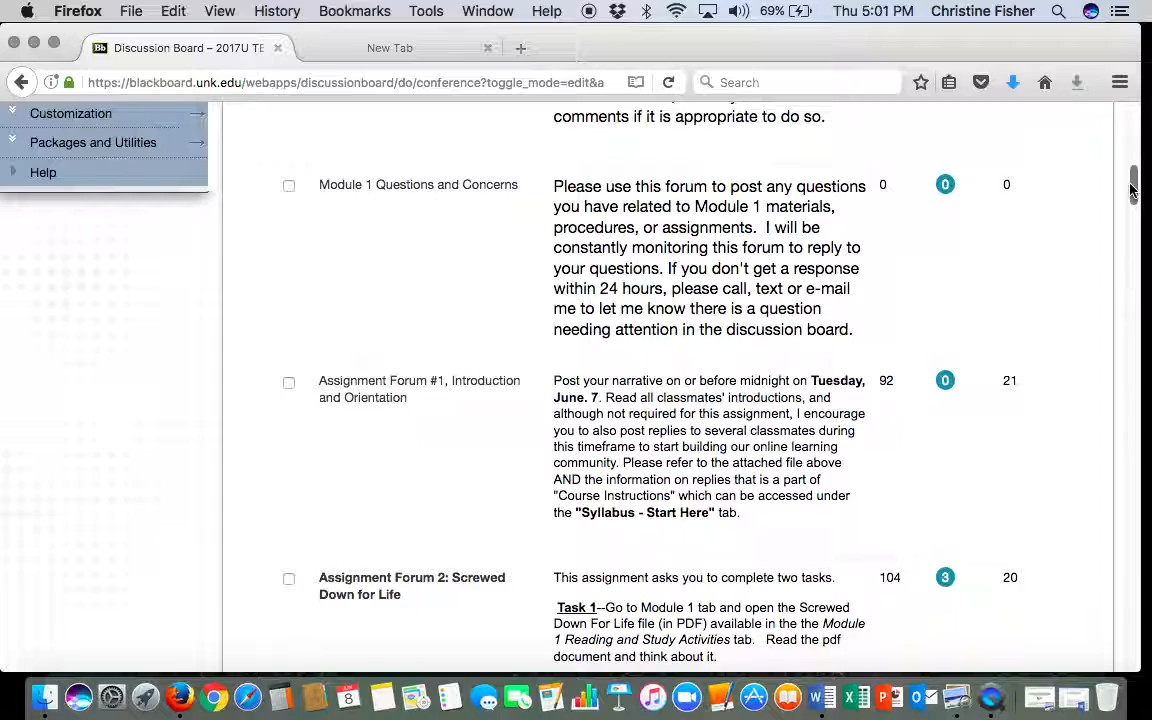 Firefox File Edit View History Bookmarks Tools Window Help 69% Thu 5:01 PM Christine Fisher
Bb Discussion Board – 2017U TE New Tab
https://blackboard.unk.edu/webapps/discussionboard/do/conference?toggle_mode=edit&a Search
Customization
Packages and Utilities
Help
comments if it is appropriate to do so.
Module 1 Questions and Concerns
Please use this forum to post any questions 0 0 0
you have related to Module 1 materials,
procedures, or assignments. I will be
constantly monitoring this forum to reply to
your questions. If you don't get a response
within 24 hours, please call, text or e-mail
me to let me know there is a question
needing attention in the discussion board.
Assignment Forum #1, Introduction
and Orientation
Post your narrative on or before midnight on Tuesday, 92 0 21
June. 7. Read all classmates' introductions, and
although not required for this assignment, I encourage
you to also post replies to several classmates during
this timeframe to start building our online learning
community. Please refer to the attached file above
AND the information on replies that is a part of
"Course Instructions" which can be accessed under
the "Syllabus - Start Here" tab.
Assignment Forum 2: Screwed
Down for Life
This assignment asks you to complete two tasks. 104 3 20
Task 1--Go to Module 1 tab and open the Screwed
Down For Life file (in PDF) available in the the Module
1 Reading and Study Activities tab. Read the pdf
document and think about it.
JUN
8